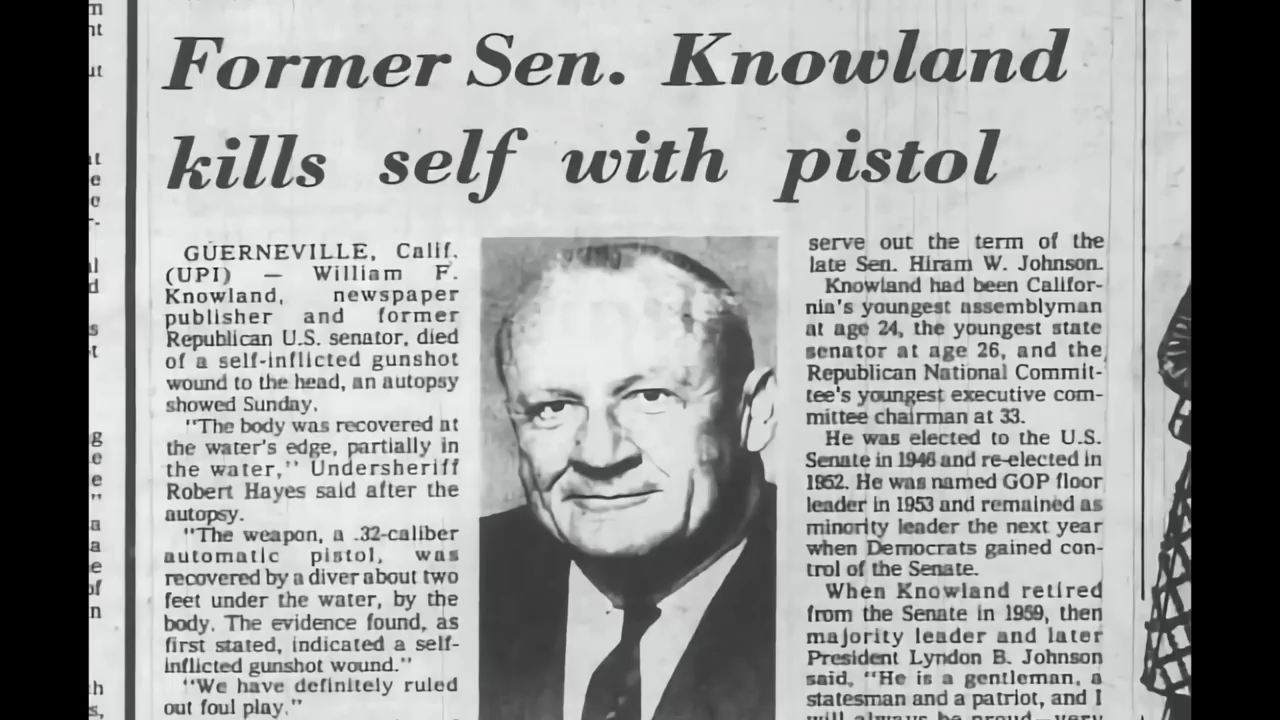 Former Sen. Knowland
kills self with pistol
GUERNEVILLE, Calif.
(UPI) — William F.
Knowland, newspaper
publisher and former
Republican U.S. senator, died
of a self-inflicted gunshot
wound to the head, an autopsy
showed Sunday.
"The body was recovered at
the water's edge, partially in
the water," Undersheriff
Robert Hayes said after the
autopsy.
"The weapon, a .32-caliber
automatic pistol, was
recovered by a diver about two
feet under the water, by the
body. The evidence found, as
first stated, indicated a self-
inflicted gunshot wound."
"We have definitely ruled
out foul play."
serve out the term of the
late Sen. Hiram W. Johnson.
Knowland had been Califor-
nia's youngest assemblyman
at age 24, the youngest state
senator at age 26, and the
Republican National Commit-
tee's youngest executive com-
mittee chairman at 33.
He was elected to the U.S.
Senate in 1946 and re-elected in
1952. He was named GOP floor
leader in 1953 and remained as
minority leader the next year
when Democrats gained con-
trol of the Senate.
When Knowland retired
from the Senate in 1959, then
majority leader and later
President Lyndon B. Johnson
said, "He is a gentleman, a
statesman and a patriot, and I
will always be proud—very